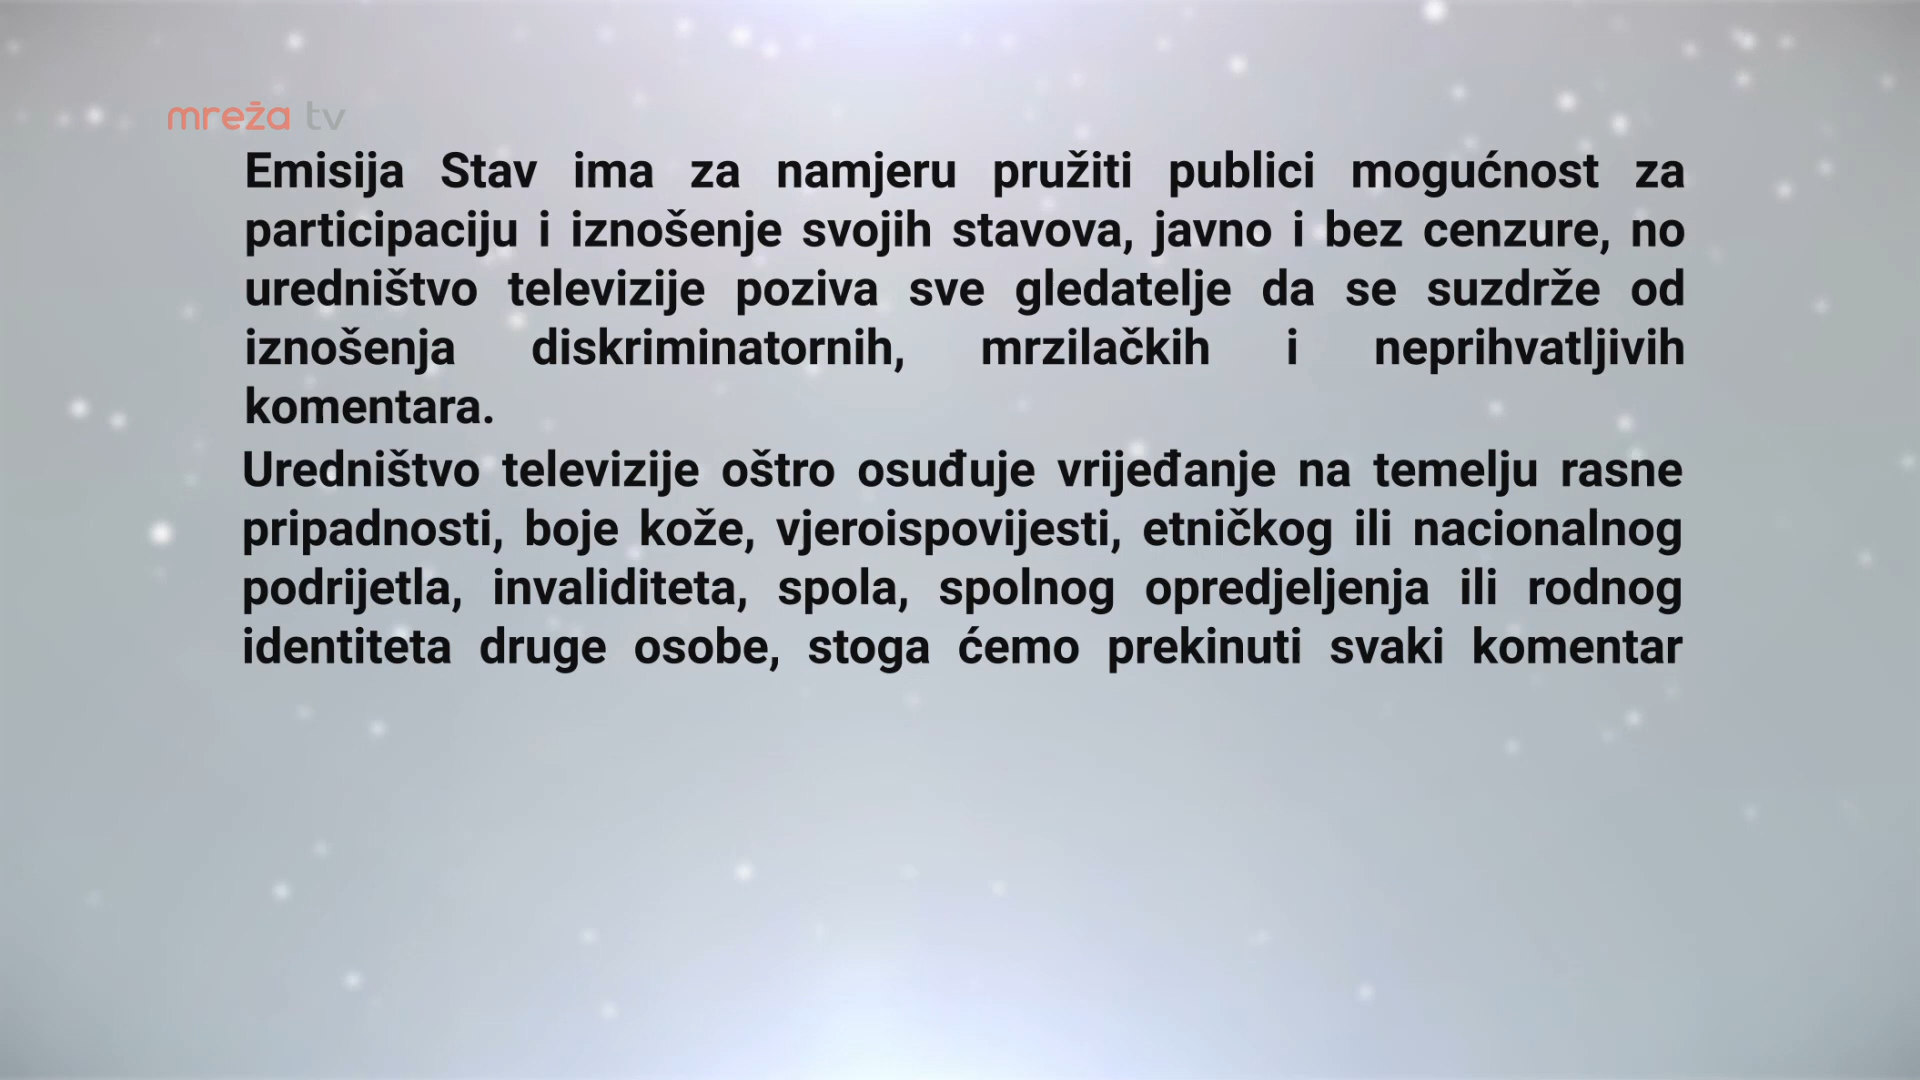 mreža tv
Emisija Stav ima za namjeru pružiti publici mogućnost za
participaciju i iznošenje svojih stavova, javno i bez cenzure, no
uredništvo televizije poziva sve gledatelje da se suzdrže od
iznošenja diskriminatornih, mrzilačkih i neprihvatljivih
komentara.
Uredništvo televizije oštro osuđuje vrijeđanje na temelju rasne
pripadnosti, boje kože, vjeroispovijesti, etničkog ili nacionalnog
podrijetla, invaliditeta, spola, spolnog opredjeljenja ili rodnog
identiteta druge osobe, stoga ćemo prekinuti svaki komentar